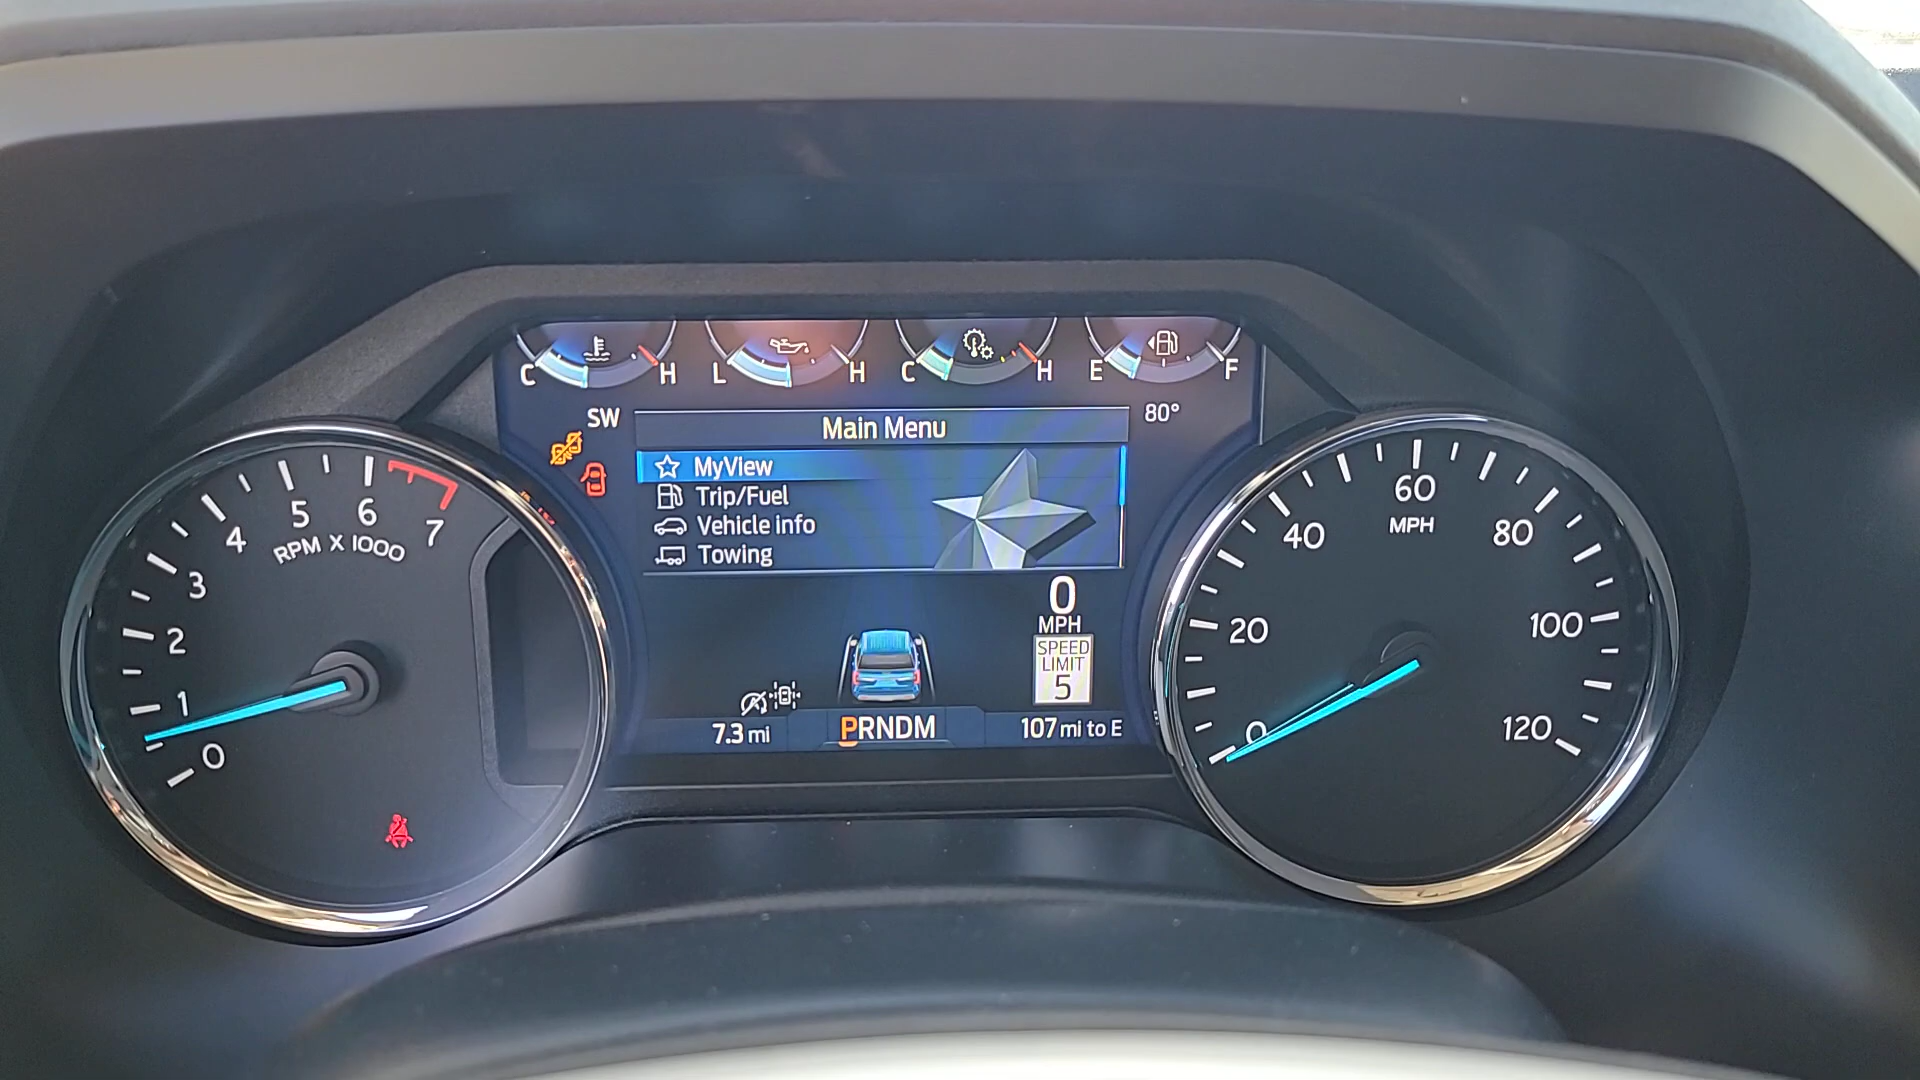 C H L H C H E F
SW
80°
Main Menu
MyView
Trip/Fuel
Vehicle info
Towing
0
MPH
SPEED
LIMIT
5
7.3 mi
PRNDM
107 mi to E
0 1 2 3 4 5 6 7
RPM X 1000
0 20 40 60 80 100 120
MPH